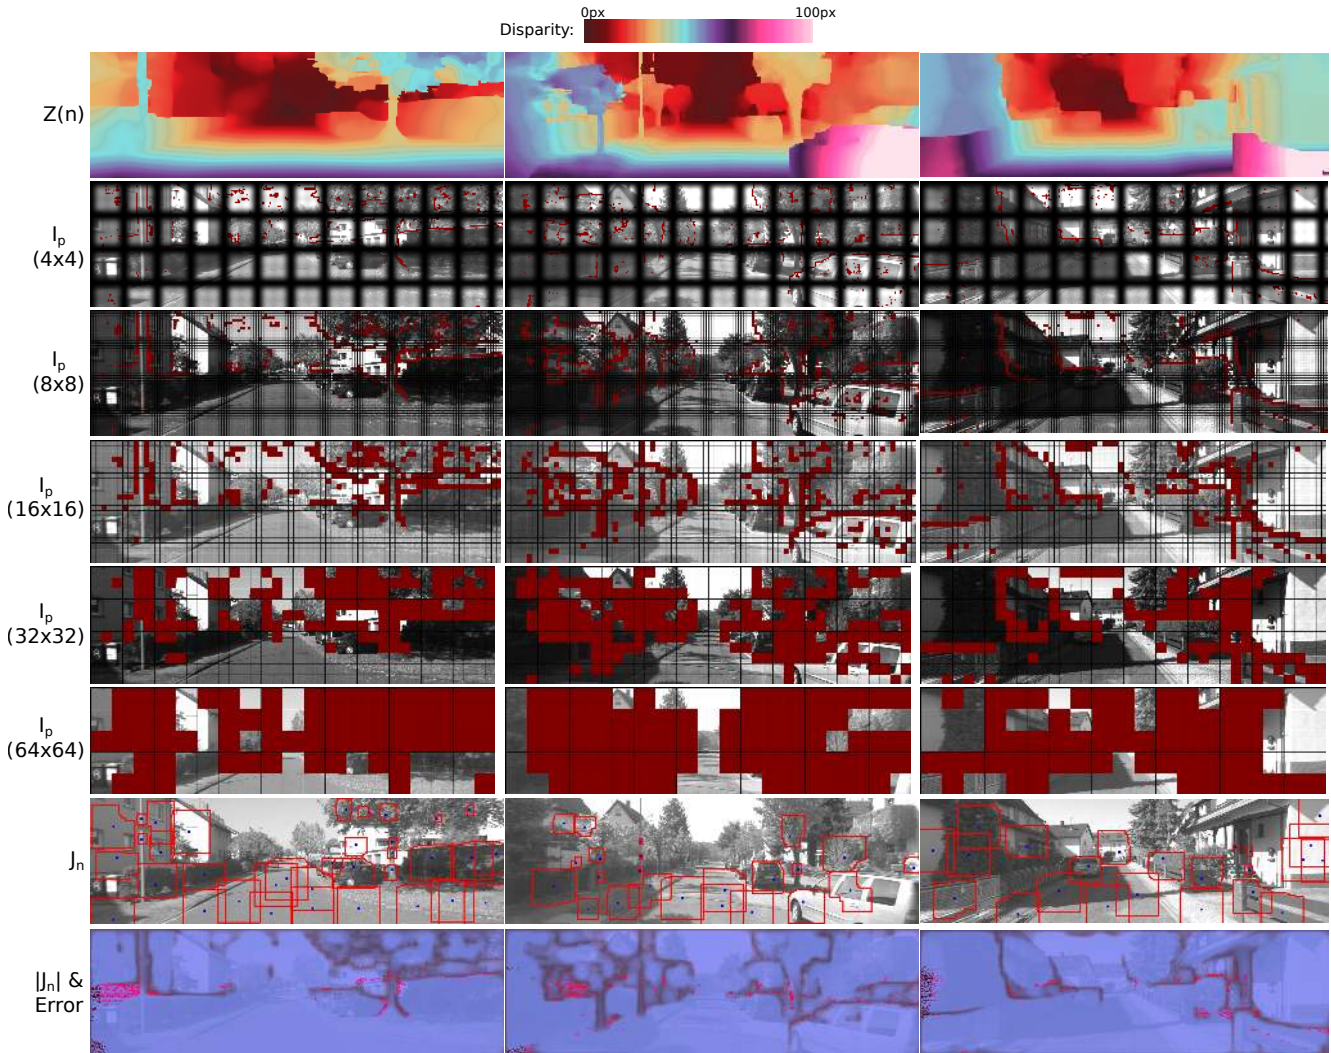 0px 100px
Disparity:
Z(n)
Ip
(4x4)
Ip
(8x8)
Ip
(16x16)
Ip
(32x32)
Ip
(64x64)
Jn
|Jn| &
Error